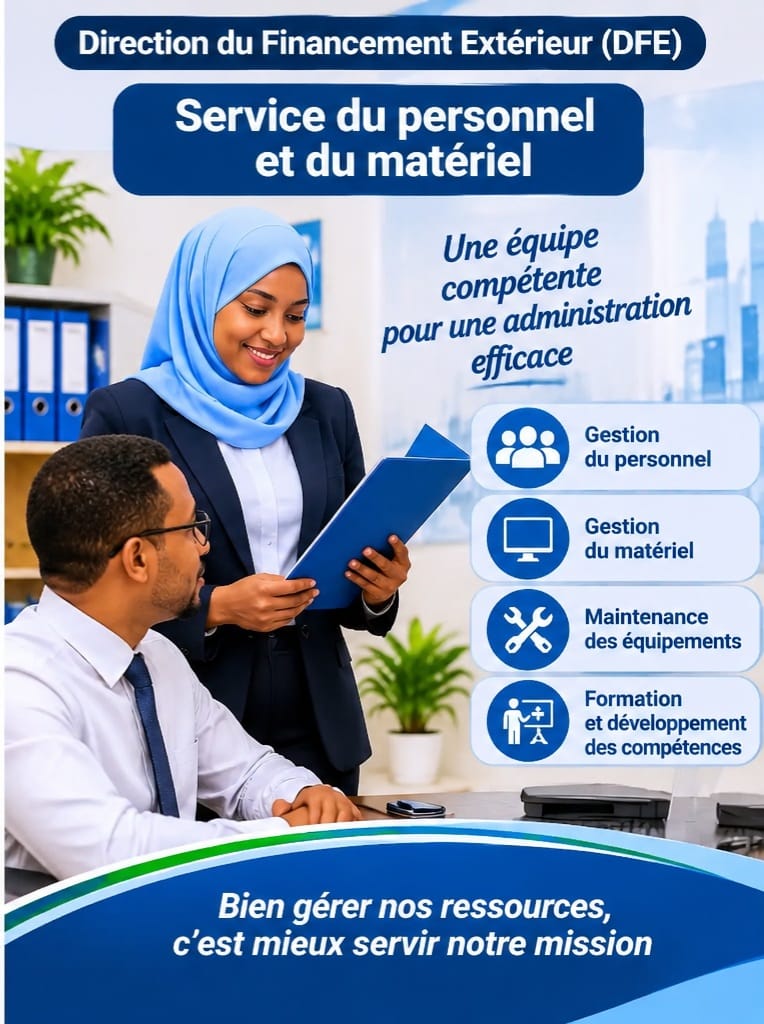 Direction du Financement Extérieur (DFE)
Service du personnel
et du matériel
Une équipe
compétente
pour une administration
efficace
Gestion
du personnel
Gestion
du matériel
Maintenance
des équipements
Formation
et développement
des compétences
Bien gérer nos ressources,
c’est mieux servir notre mission